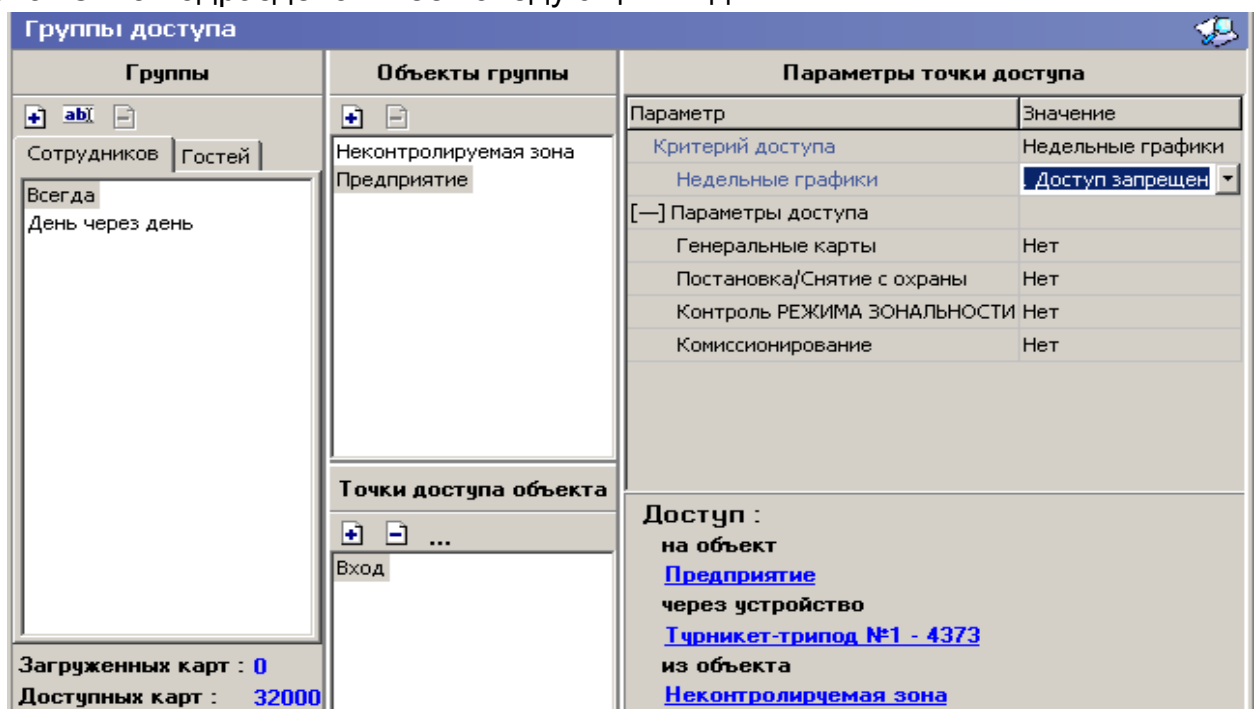 Группы доступа
Группы
Сотрудников
Гостей
Всегда
День через день
Загруженных карт : 0
Доступных карт : 32000
Объекты группы
Неконтролируемая зона
Предприятие
Точки доступа объекта
...
Вход
Параметры точки доступа
Параметр Значение
Критерий доступа Недельные графики
Недельные графики Доступ запрещен
[—] Параметры доступа
Генеральные карты Нет
Постановка/Снятие с охраны Нет
Контроль РЕЖИМА ЗОНАЛЬНОСТИ Нет
Комиссионирование Нет
Доступ :
на объект
Предприятие
через устройство
Турникет-трипод №1 - 4373
из объекта
Неконтролируемая зона